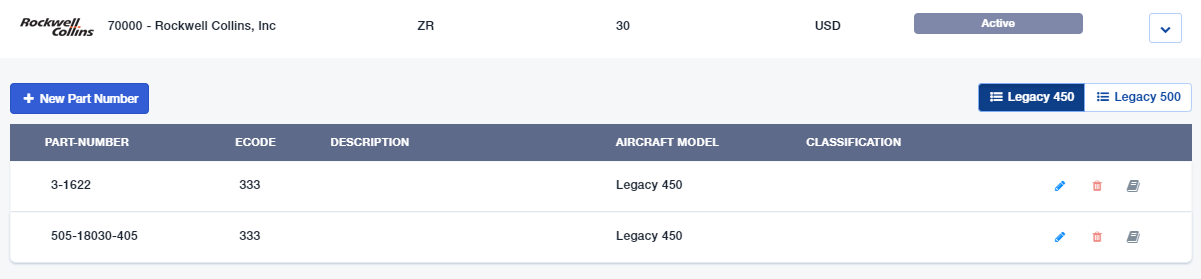 Rockwell Collins 70000 - Rockwell Collins, Inc ZR 30 USD Active
New Part Number Legacy 450 Legacy 500
PART-NUMBER ECODE DESCRIPTION AIRCRAFT MODEL CLASSIFICATION
3-1622 333 Legacy 450
505-18030-405 333 Legacy 450